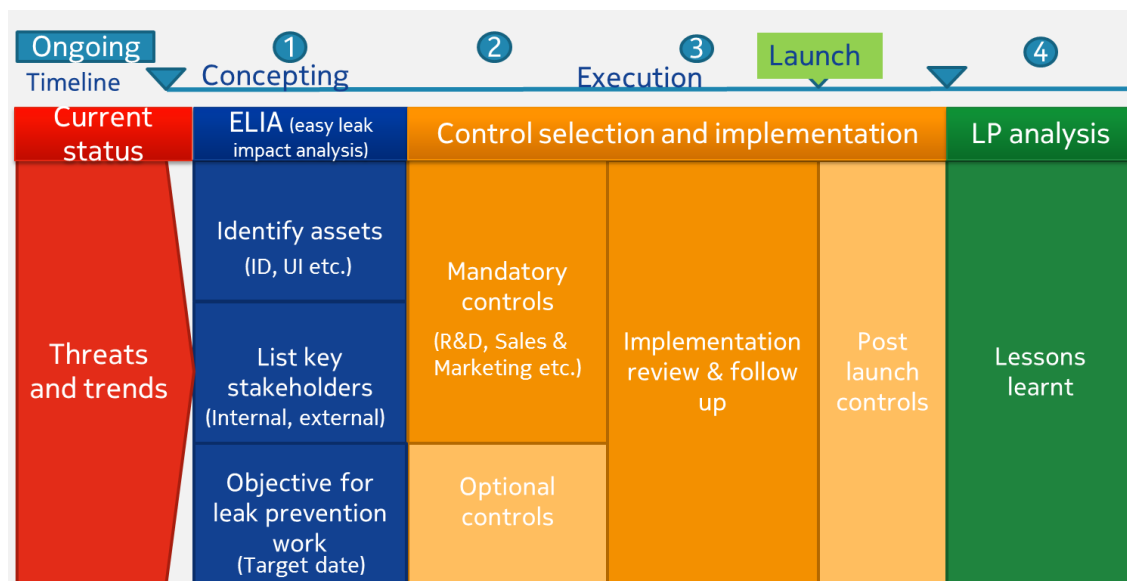 Ongoing
1
2
3
4
Timeline
Concepting
Execution
Launch
Current
status
ELIA (easy leak
impact analysis)
Control selection and implementation
LP analysis
Threats
and trends
Identify assets
(ID, UI etc.)
List key
stakeholders
(Internal, external)
Objective for
leak prevention
work
(Target date)
Mandatory
controls
(R&D, Sales &
Marketing etc.)
Optional
controls
Implementation
review & follow
up
Post
launch
controls
Lessons
learnt